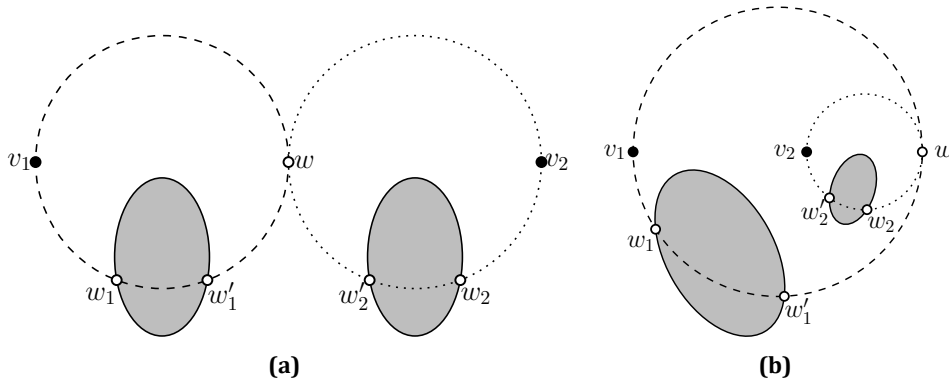 v₁ w v₂
w₁ w′₁ w′₂ w₂
(a)
v₁ v₂ w
w′₂ w₂
w₁
w′₁
(b)